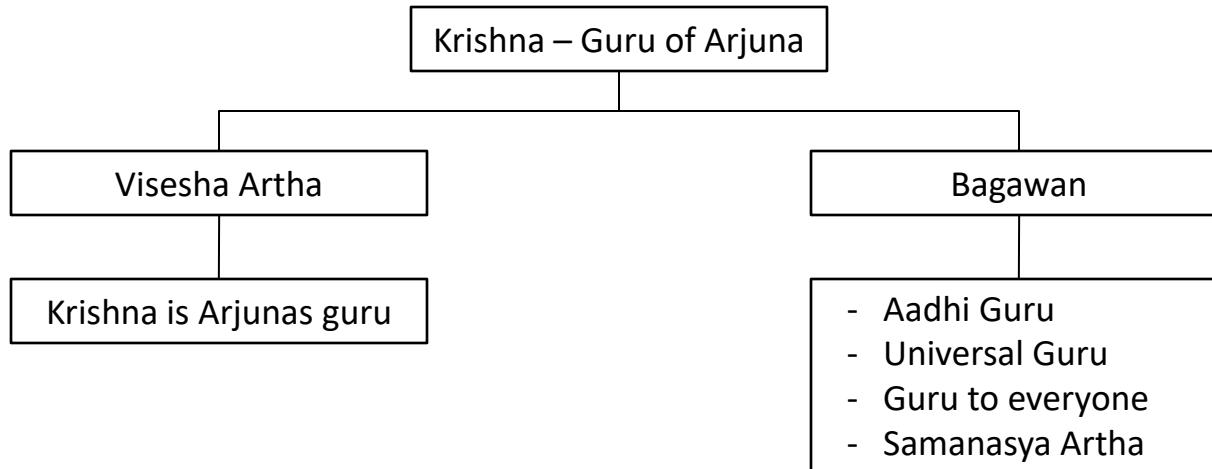 Krishna – Guru of Arjuna
Visesha Artha
Bagawan
Krishna is Arjunas guru
- Aadhi Guru
- Universal Guru
- Guru to everyone
- Samanasya Artha